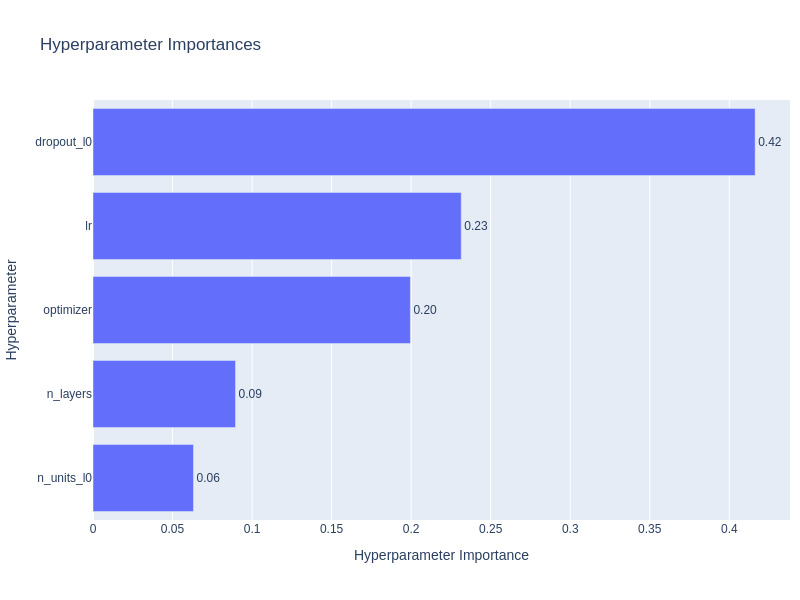 Hyperparameter Importances
Hyperparameter
dropout_l0
0.42
lr
0.23
optimizer
0.20
n_layers
0.09
n_units_l0
0.06
0
0.05
0.1
0.15
0.2
0.25
0.3
0.35
0.4
Hyperparameter Importance